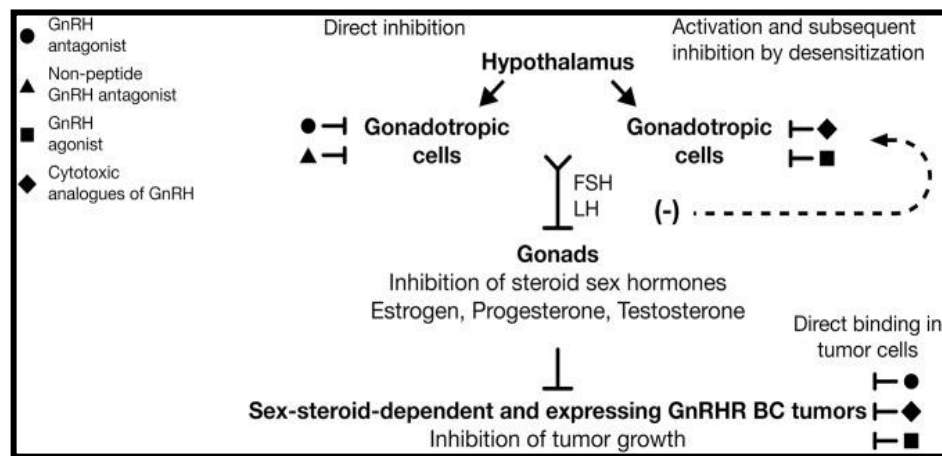 GnRH
antagonist
Non-peptide
GnRH antagonist
GnRH
agonist
Cytotoxic
analogues of GnRH
Direct inhibition
Activation and subsequent
inhibition by desensitization
Hypothalamus
Gonadotropic
cells
Gonadotropic
cells
FSH
LH
(-)
Gonads
Inhibition of steroid sex hormones
Estrogen, Progesterone, Testosterone
Direct binding in
tumor cells
Sex-steroid-dependent and expressing GnRHR BC tumors
Inhibition of tumor growth